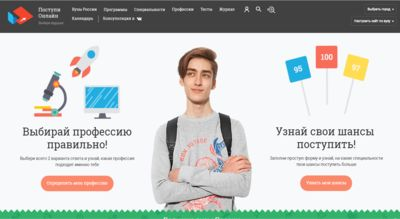 Поступи
Онлайн
Вузы России Программы Специальности Профессии Тесты Журнал
Календарь Консультации в
Выбрать город
Настроить сайт по вузу
95
100
97
Выбирай профессию
правильно!
Выбери всего 2 варианта ответа и узнай, какая профессия
подходит именно тебе
Определить мою профессию
Узнай свои шансы
поступить!
Заполни простую форму и узнай, на какие специальности
твои шансы поступить больше
Узнать мои шансы